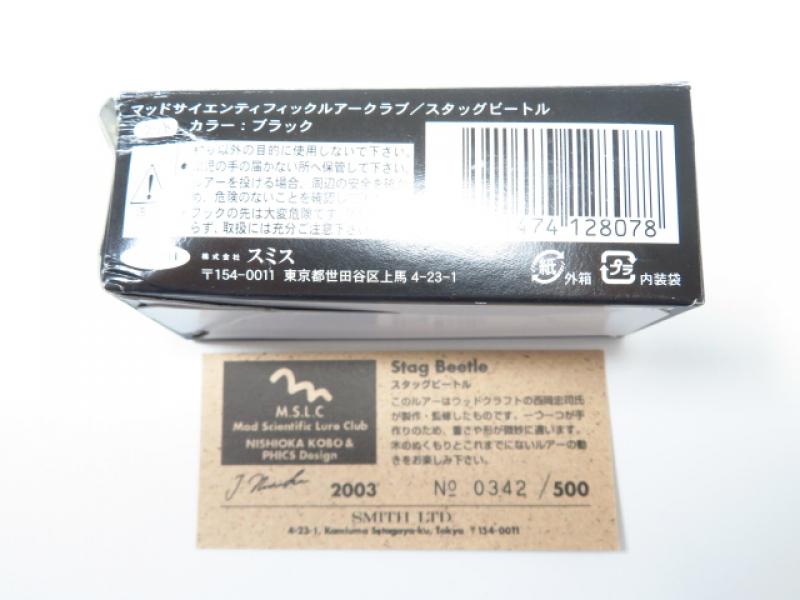 マッドサイエンティフィックルアークラブ／スタッグビートル
カラー：ブラック
以外の目的に使用しないで下さい。
の手の届かない所へ保管して下さい。
ルアーを投げる場合、周辺の安全を確か
め、危険のないことを確認し
フックの先は大変危険です
らず、取扱には充分ご注意下さい
474 128078
株式会社 スミス
〒154-0011 東京都世田谷区上馬 4-23-1
紙 外箱 プラ 内装袋
Stag Beetle
スタッグビートル
このルアーはウッドクラフトの西岡忠司氏
が製作・監修したものです。一つ一つが手
作りのため、重さや形が微妙に違います。
木のぬくもりとこれまでにないルアーの動
きをお楽しみ下さい。
M.S.L.C
Mad Scientific Lure Club
NISHIOKA KOBO &
PHICS Design
2003 № 0342 / 500
SMITH LTD.
4-23-1, Kamiuma Setagaya-ku, Tokyo 〒154-0011